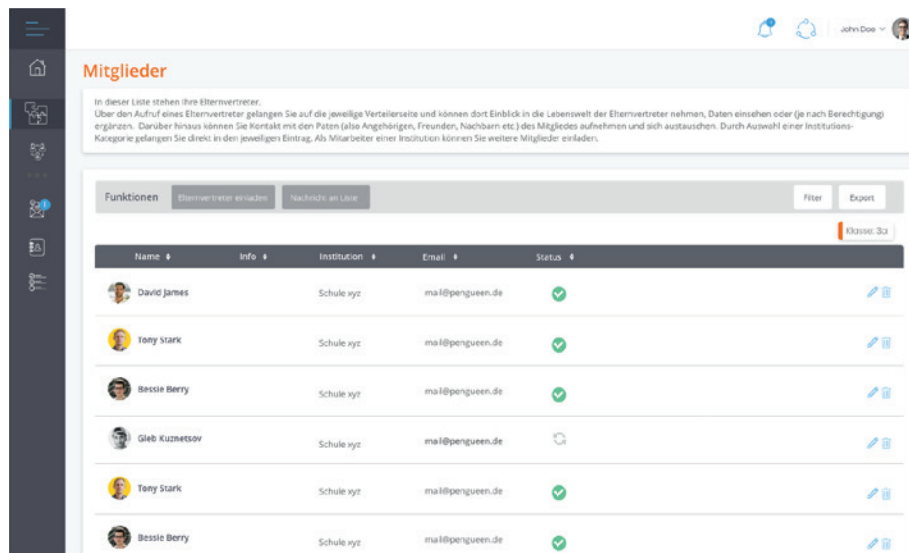 1
John Doe
Mitglieder
In dieser Liste stehen Ihre Elternvertreter.
Über den Aufruf eines Elternvertreter gelangen Sie auf die jeweilige Verteilerseite und können dort Einblick in die Lebenswelt der Elternvertreter nehmen, Daten einsehen oder (je nach Berechtigung)
ergänzen. Darüber hinaus können Sie Kontakt mit den Paten (also Angehörigen, Freunden, Nachbarn etc.) des Mitgliedes aufnehmen und sich austauschen. Durch Auswahl einer Institutions-
Kategorie gelangen Sie direkt in den jeweiligen Eintrag. Als Mitarbeiter einer Institution können Sie weitere Mitglieder einladen.
1
Funktionen Elternvertreter einladen Nachricht an Liste Filter Export
Klasse: 3a
Name Info Institution Email Status
David James Schule xyz mail@pengueen.de
Tony Stark Schule xyz mail@pengueen.de
Bessie Berry Schule xyz mail@pengueen.de
Gleb Kuznetsov Schule xyz mail@pengueen.de
Tony Stark Schule xyz mail@pengueen.de
Bessie Berry Schule xyz mail@pengueen.de